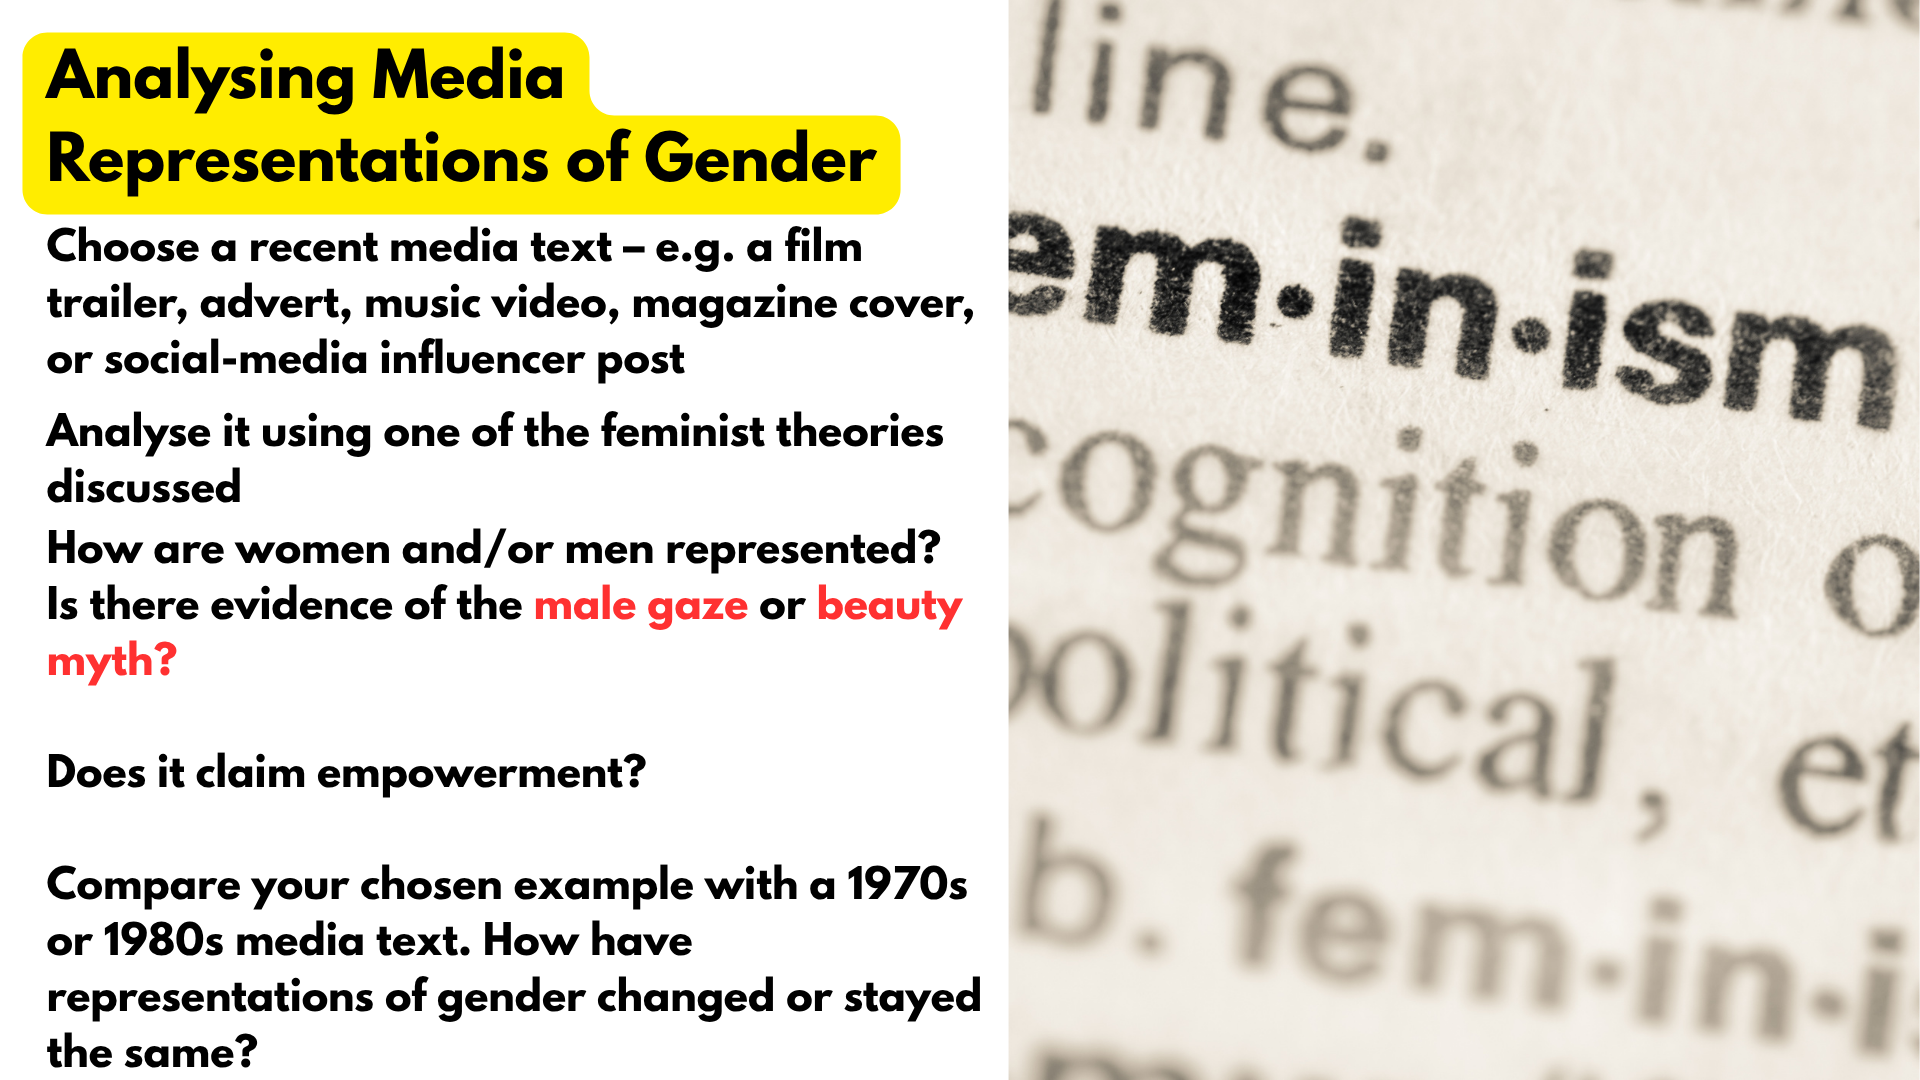 Analysing Media
Representations of Gender
Choose a recent media text – e.g. a film
trailer, advert, music video, magazine cover,
or social-media influencer post
Analyse it using one of the feminist theories
discussed
How are women and/or men represented?
Is there evidence of the male gaze or beauty
myth?
Does it claim empowerment?
Compare your chosen example with a 1970s
or 1980s media text. How have
representations of gender changed or stayed
the same?
line.
em·in·ism
cognition o
political, et
b. fem·in·i